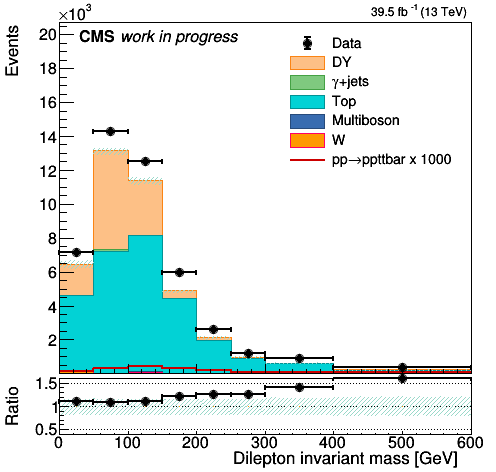 ×10³
39.5 fb⁻¹ (13 TeV)
CMS work in progress
Events
20
18
16
14
12
10
8
6
4
2
Data
DY
γ+jets
Top
Multiboson
W
pp→ppttbar x 1000
Ratio
1.5
1
0.5
0 100 200 300 400 500 600
Dilepton invariant mass [GeV]